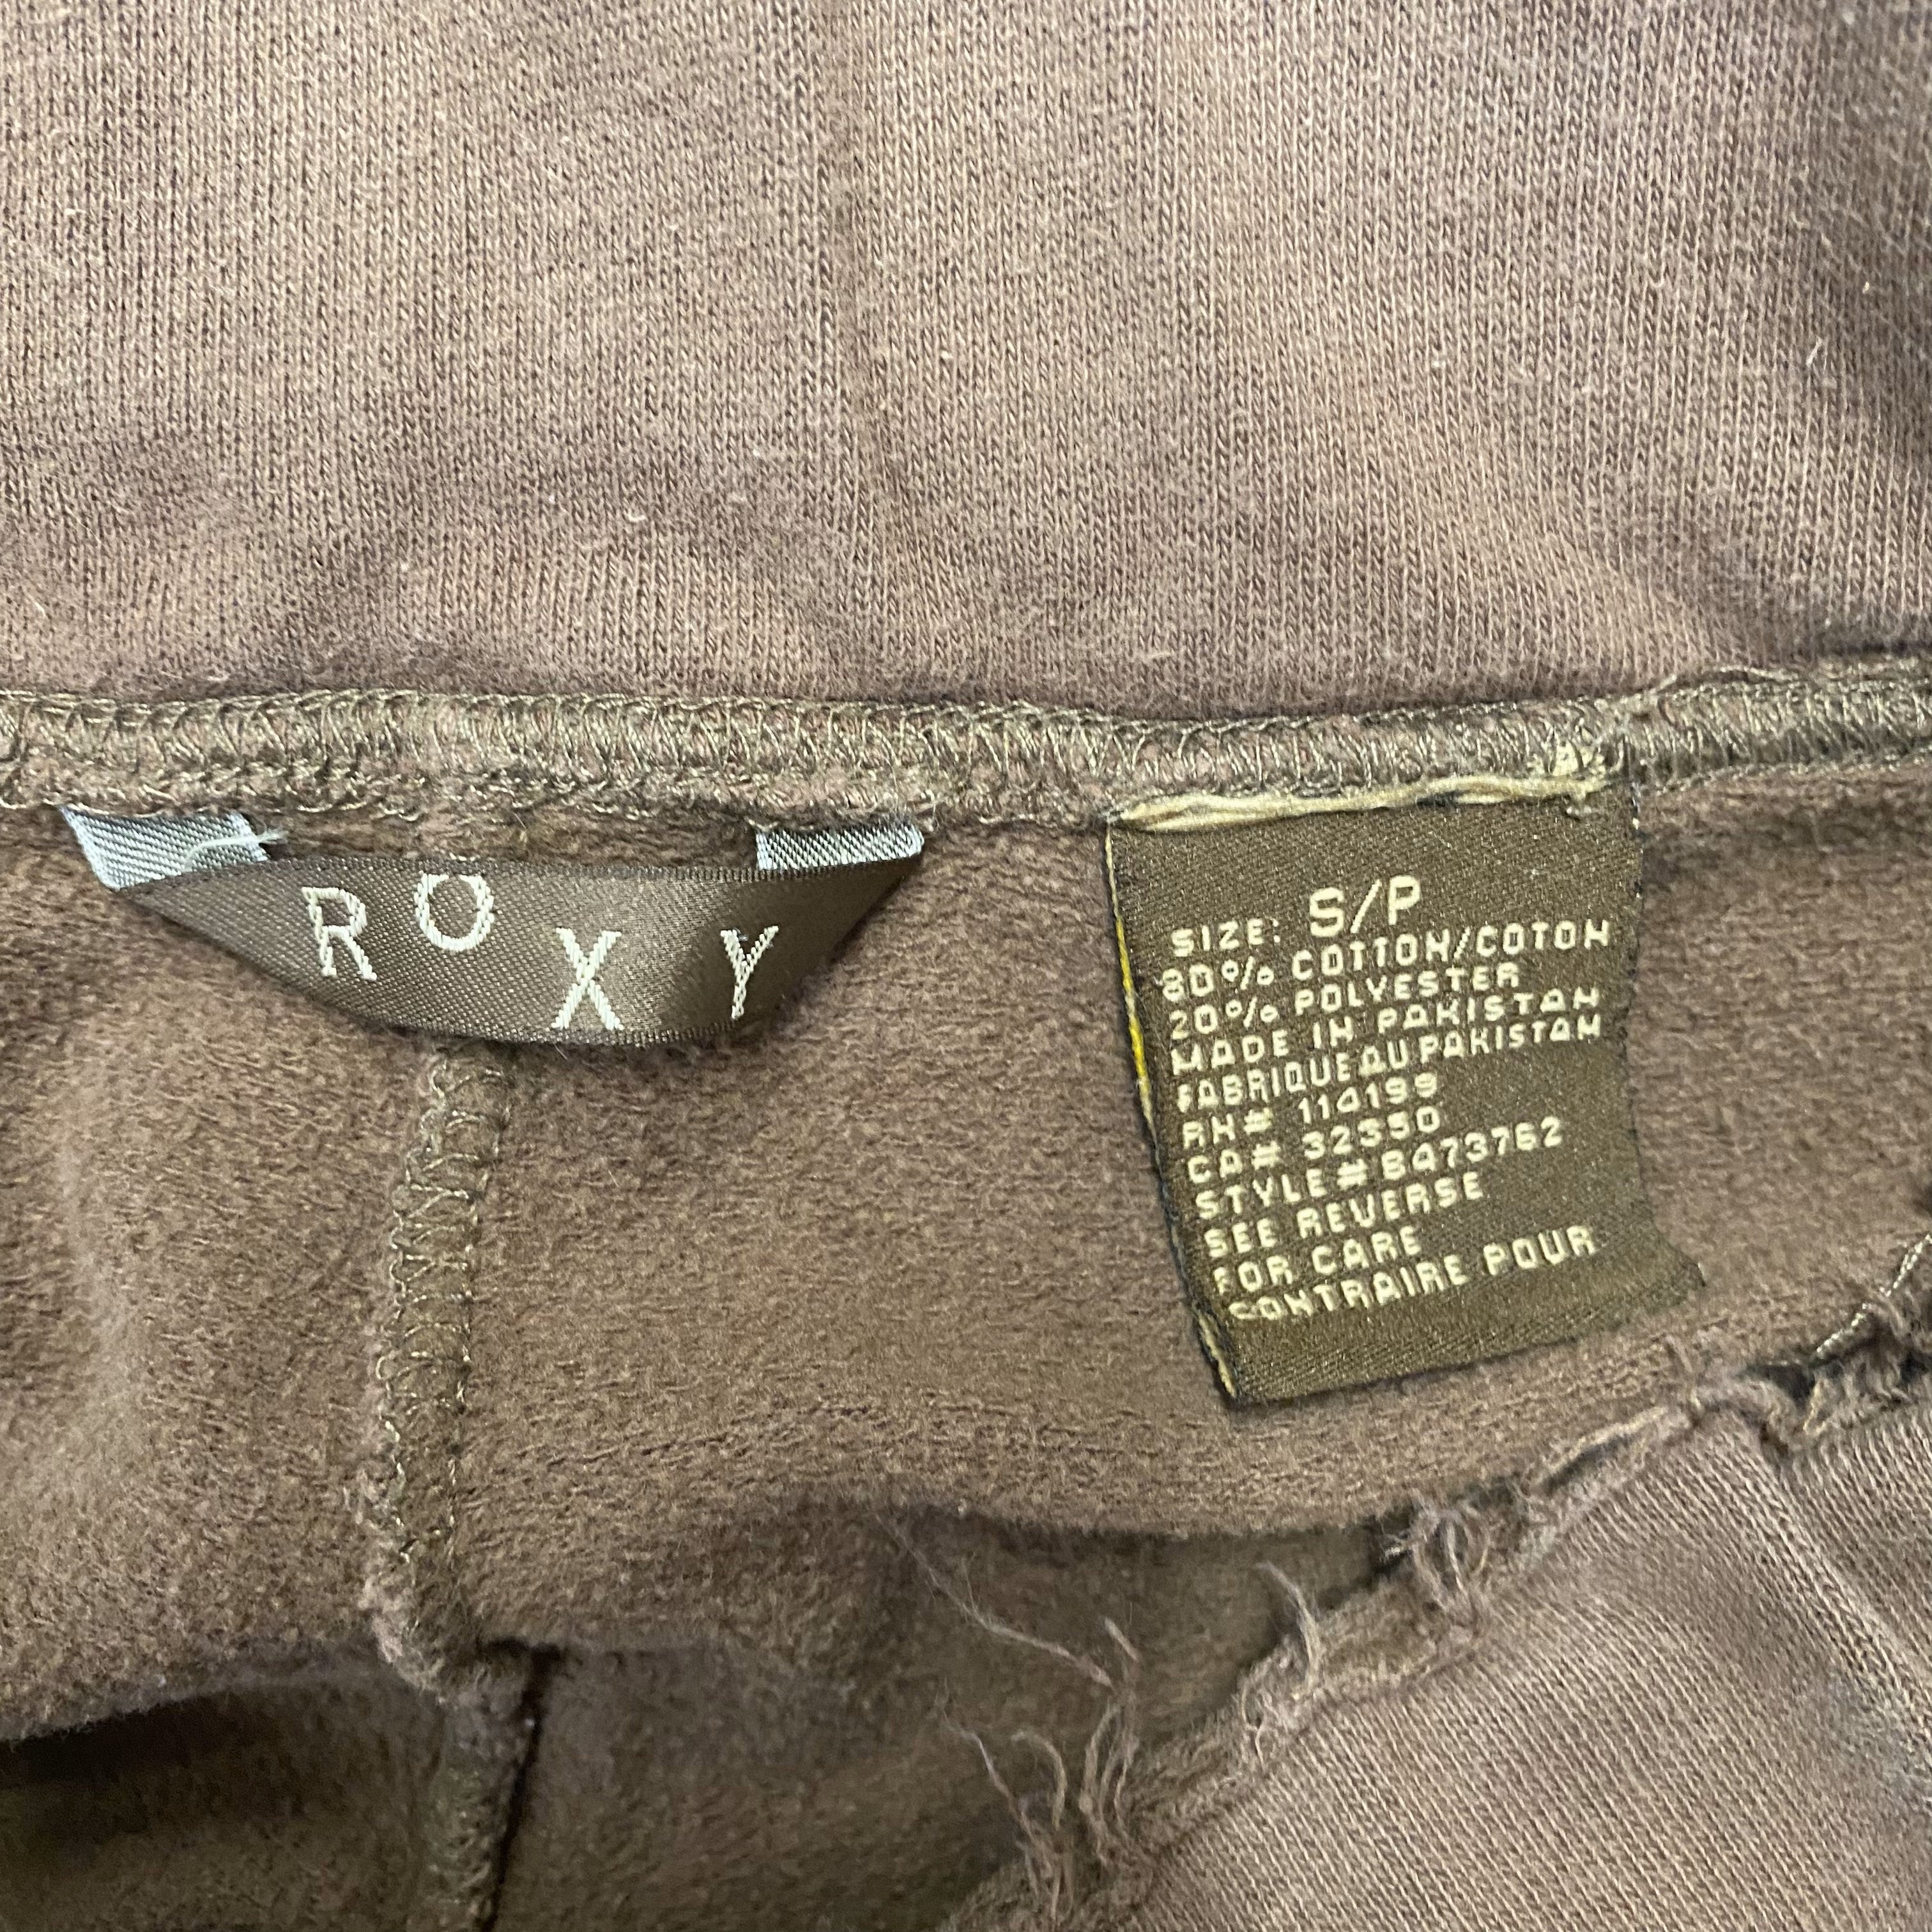 ROXY
SIZE: S/P
80% COTTON/COTON
20% POLYESTER
MADE IN PAKISTAN
FABRIQUE AU PAKISTAN
RN# 114199
CA# 32350
STYLE# 8473762
SEE REVERSE
FOR CARE
CONTRAIRE POUR